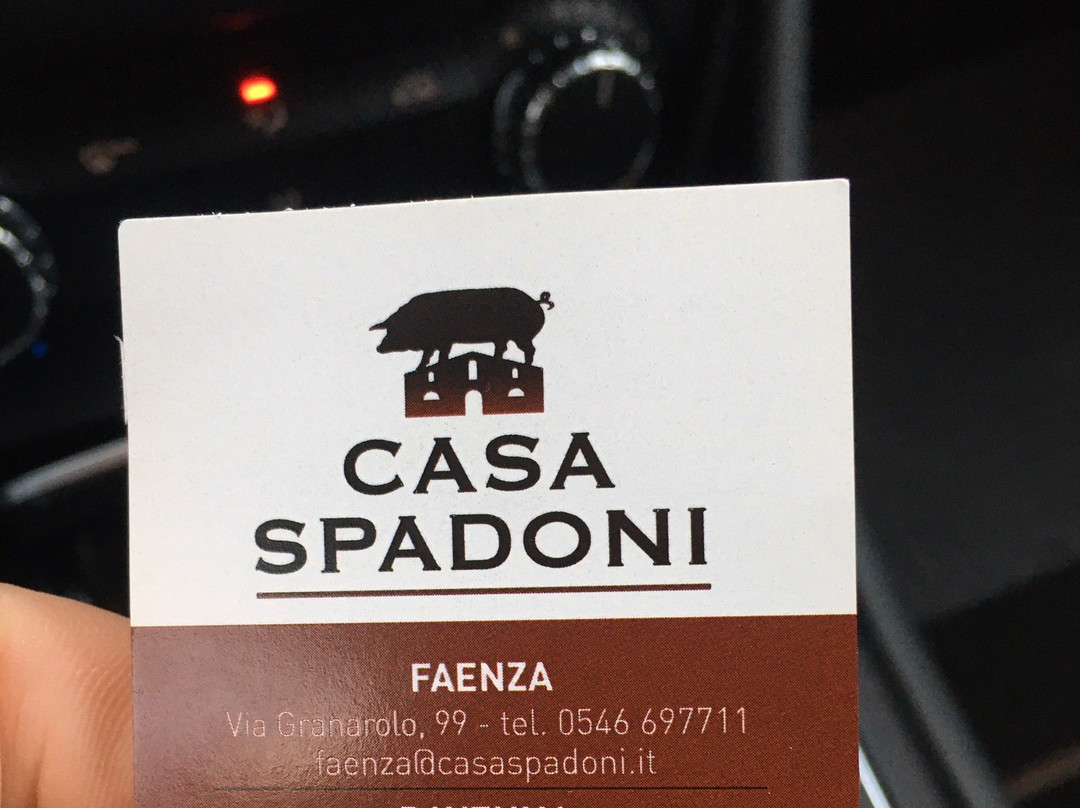 CASA
SPADONI
FAENZA
Via Granarolo, 99 - tel. 0546 697711
faenza@casaspadoni.it